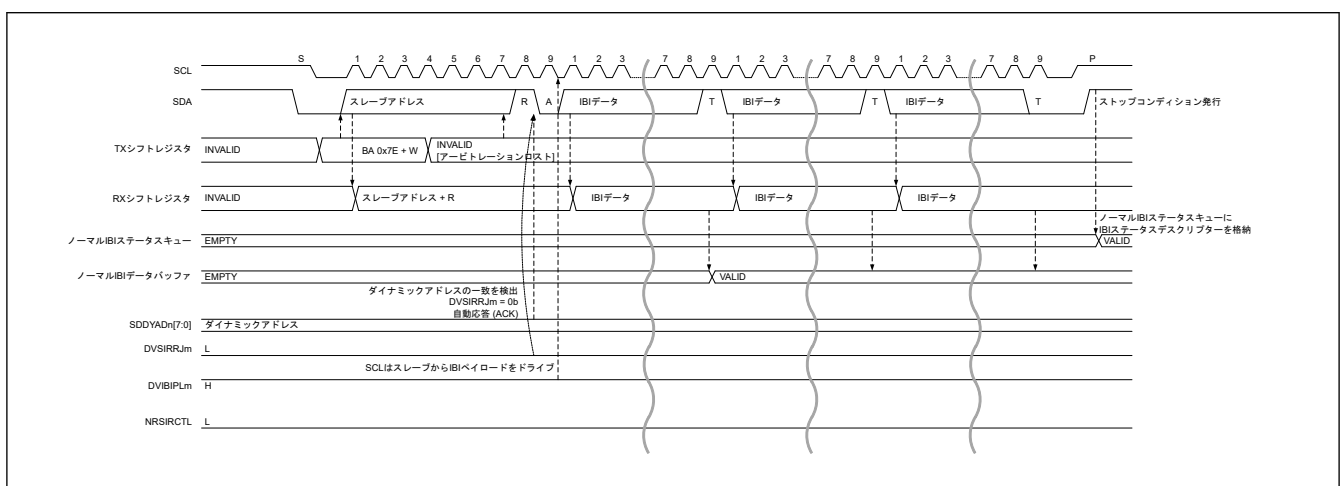 S 1 2 3 4 5 6 7 8 9 1 2 3 7 8 9 1 2 3 7 8 9 1 2 3 7 8 9 P
SCL
SDA スレーブアドレス R A IBIデータ T IBIデータ T IBIデータ T ストップコンディション発行
TXシフトレジスタ INVALID BA 0x7E + W INVALID
[アービトレーションロスト]
RXシフトレジスタ INVALID スレーブアドレス + R IBIデータ IBIデータ IBIデータ
ノーマルIBIステータスキューに
IBIステータスデスクリプターを格納
ノーマルIBIステータスキュー EMPTY VALID
ノーマルIBIデータバッファ EMPTY VALID
ダイナミックアドレスの一致を検出
DVSIRRJm = 0b
自動応答 (ACK)
SDDYADn[7:0] ダイナミックアドレス
DVSIRRJm L
SCLはスレーブからIBIペイロードをドライブ
DVIBIPLm H
NRSIRCTL L